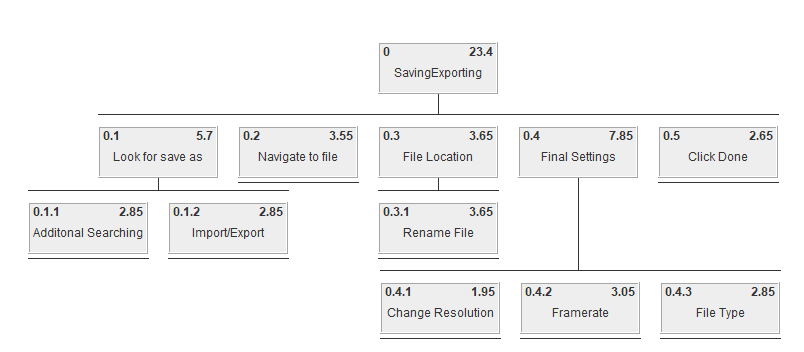 0 23.4
SavingExporting
0.1 5.7
Look for save as
0.2 3.55
Navigate to file
0.3 3.65
File Location
0.4 7.85
Final Settings
0.5 2.65
Click Done
0.1.1 2.85
Additonal Searching
0.1.2 2.85
Import/Export
0.3.1 3.65
Rename File
0.4.1 1.95
Change Resolution
0.4.2 3.05
Framerate
0.4.3 2.85
File Type